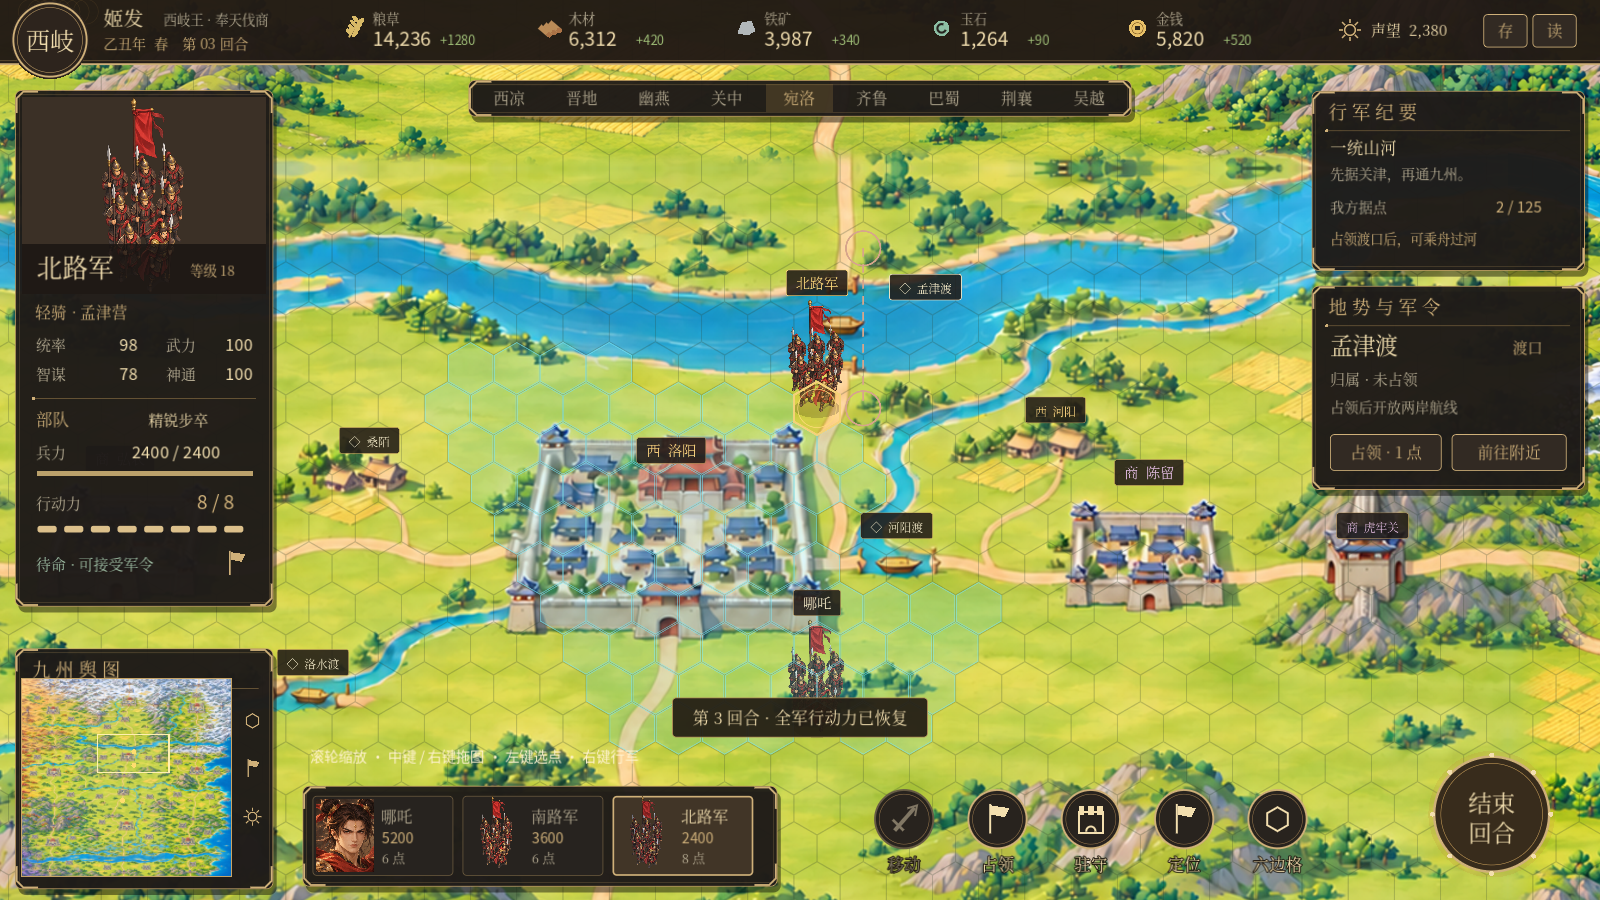 西岐
姬发 西岐王·奉天伐商
乙丑年 春 第 03 回合
粮草 14,236 +1280
木材 6,312 +420
铁矿 3,987 +340
玉石 1,264 +90
金钱 5,820 +520
声望 2,380
存 读
西凉 晋地 幽燕 关中 宛洛 齐鲁 巴蜀 荆襄 吴越
北路军 等级 18
轻骑·孟津营
统率 98 武力 100
智谋 78 神通 100
部队 精锐步卒
兵力 2400 / 2400
行动力 8 / 8
待命·可接受军令
行军纪要
一统山河
先据关津，再通九州。
我方据点 2 / 125
占领渡口后，可乘舟过河
地势与军令
孟津渡 渡口
归属·未占领
占领后开放两岸航线
占领·1 点 前往附近
北路军
◇ 孟津渡
西 河阳
◇ 桑陌
西 洛阳
商 陈留
◇ 河阳渡
商 虎牢关
哪吒
◇ 洛水渡
九州舆图
第 3 回合·全军行动力已恢复
滚轮缩放 · 中键 / 右键拖图 · 左键选点 / 右键行军
哪吒 5200 6 点
南路军 3600 6 点
北路军 2400 8 点
移动 占领 驻守 定位 六边格
结束
回合